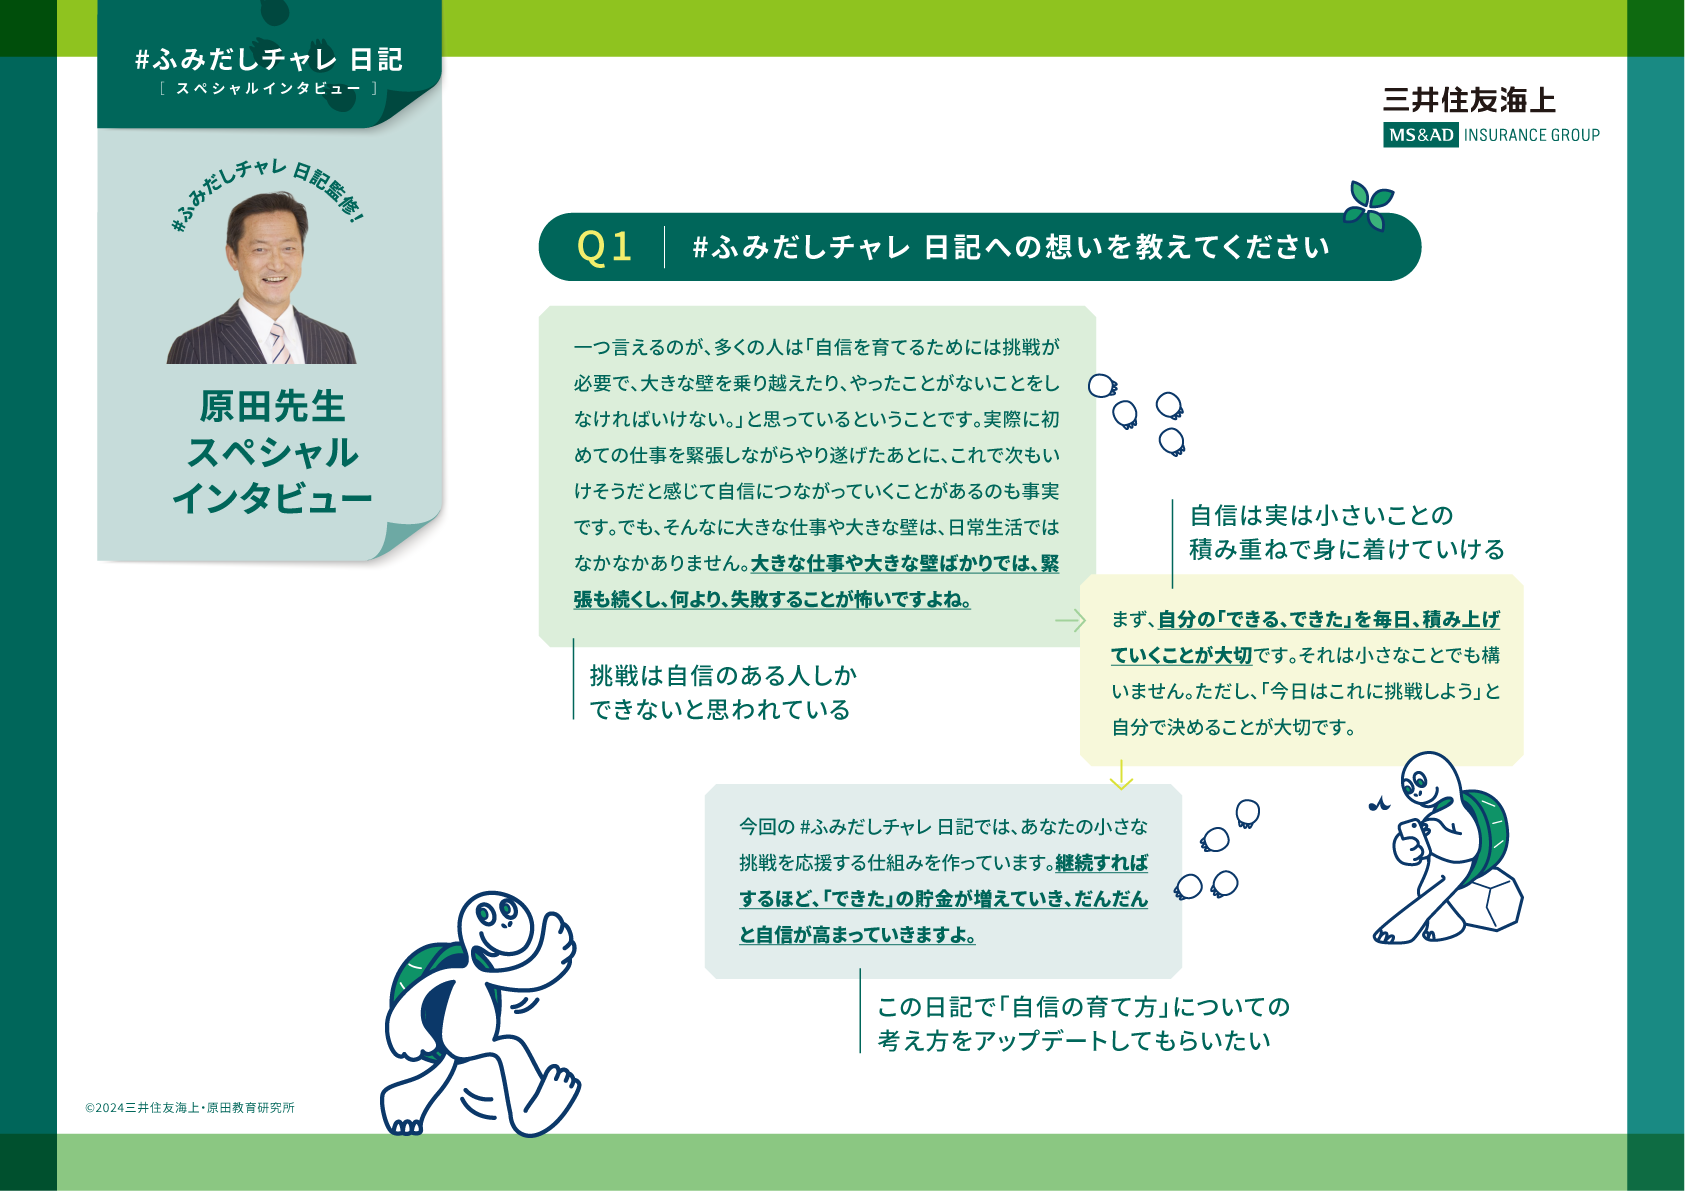 #ふみだしチャレ 日記
［ スペシャルインタビュー ］
#ふみだしチャレ 日記監修!
原田先生
スペシャル
インタビュー
三井住友海上
MS&AD INSURANCE GROUP
Q1 #ふみだしチャレ 日記への想いを教えてください
一つ言えるのが、多くの人は「自信を育てるためには挑戦が
必要で、大きな壁を乗り越えたり、やったことがないことをし
なければいけない。」と思っているということです。実際に初
めての仕事を緊張しながらやり遂げたあとに、これで次もい
けそうだと感じて自信につながっていくことがあるのも事実
です。でも、そんなに大きな仕事や大きな壁は、日常生活では
なかなかありません。大きな仕事や大きな壁ばかりでは、緊
張も続くし、何より、失敗することが怖いですよね。
挑戦は自信のある人しか
できないと思われている
自信は実は小さいことの
積み重ねで身に着けていける
まず、自分の「できる、できた」を毎日、積み上げ
ていくことが大切です。それは小さなことでも構
いません。ただし、「今日はこれに挑戦しよう」と
自分で決めることが大切です。
今回の #ふみだしチャレ 日記では、あなたの小さな
挑戦を応援する仕組みを作っています。継続すれば
するほど、「できた」の貯金が増えていき、だんだん
と自信が高まっていきますよ。
この日記で「自信の育て方」についての
考え方をアップデートしてもらいたい
©2024三井住友海上・原田教育研究所